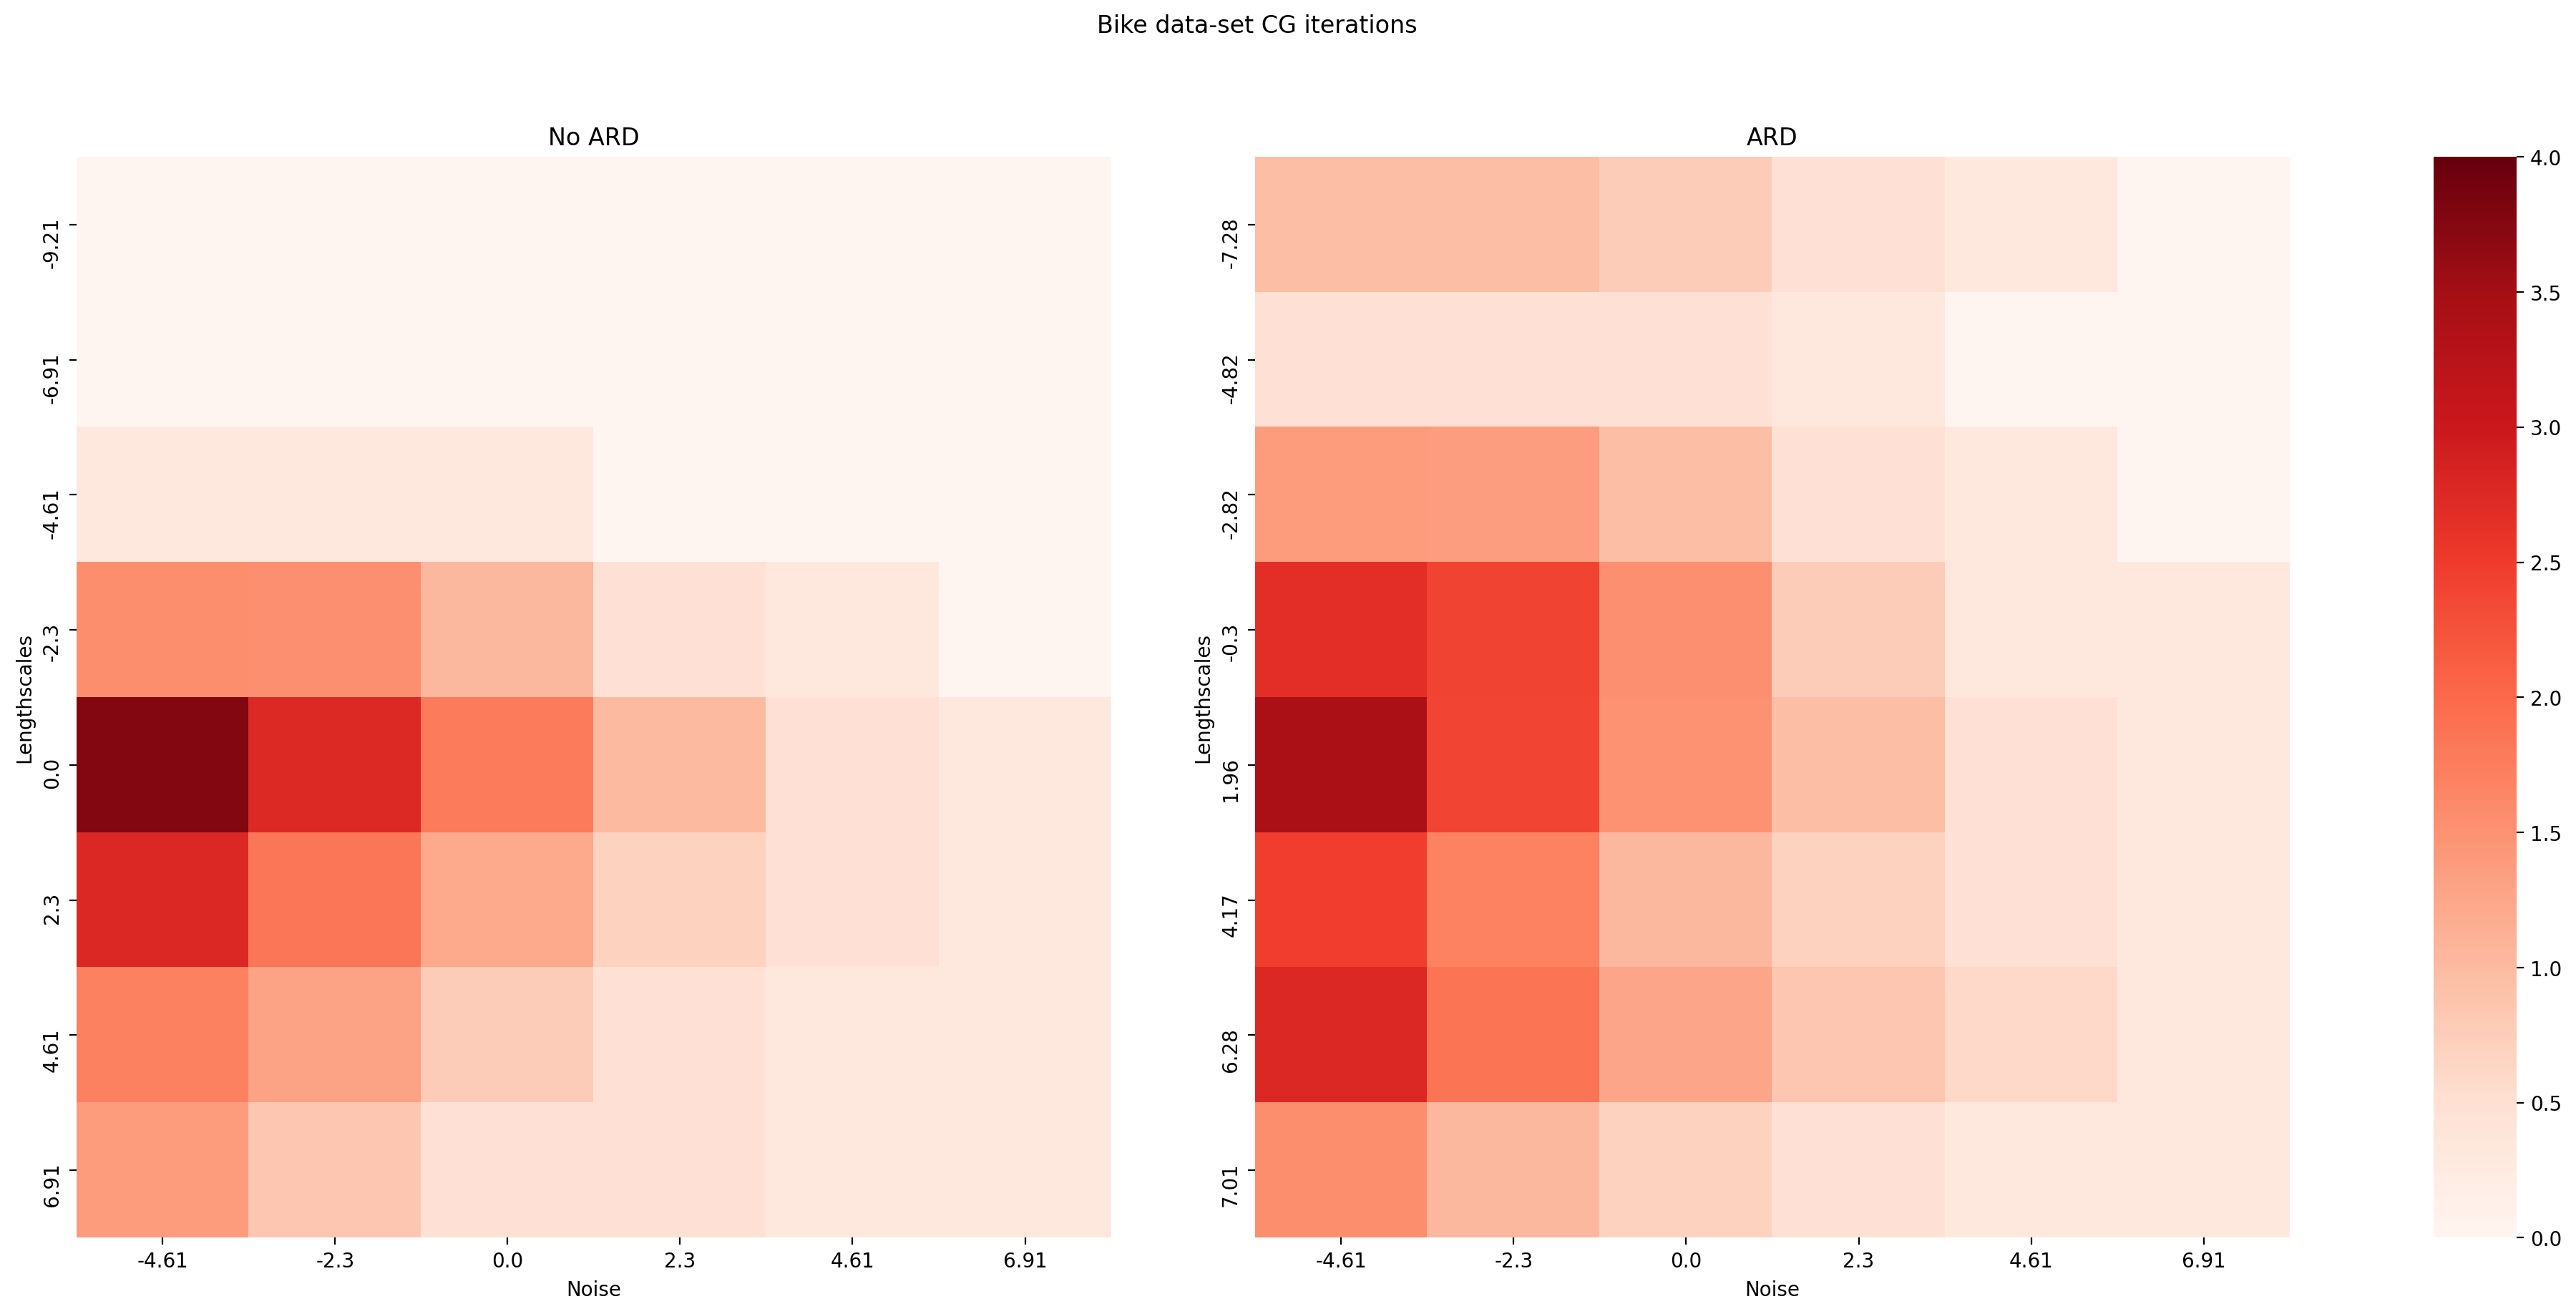 Bike data-set CG iterations
No ARD
Lengthscales
-9.21
-6.91
-4.61
-2.3
0.0
2.3
4.61
6.91
-4.61 -2.3 0.0 2.3 4.61 6.91
Noise
ARD
Lengthscales
-7.28
-4.82
-2.82
-0.3
1.96
4.17
6.28
7.01
-4.61 -2.3 0.0 2.3 4.61 6.91
Noise
4.0
3.5
3.0
2.5
2.0
1.5
1.0
0.5
0.0